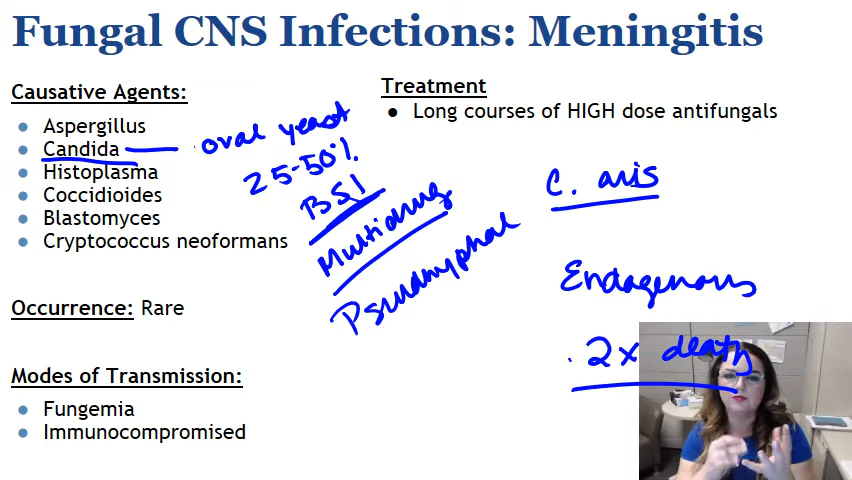 Fungal CNS Infections: Meningitis
Causative Agents:
Aspergillus
Candida
Histoplasma
Coccidioides
Blastomyces
Cryptococcus neoformans
oval yeast
25-50%
BSI
Multidrug
Pseudohyphal
Occurrence: Rare
Modes of Transmission:
Fungemia
Immunocompromised
Treatment
Long courses of HIGH dose antifungals
C. auris
Endogenous
2x death